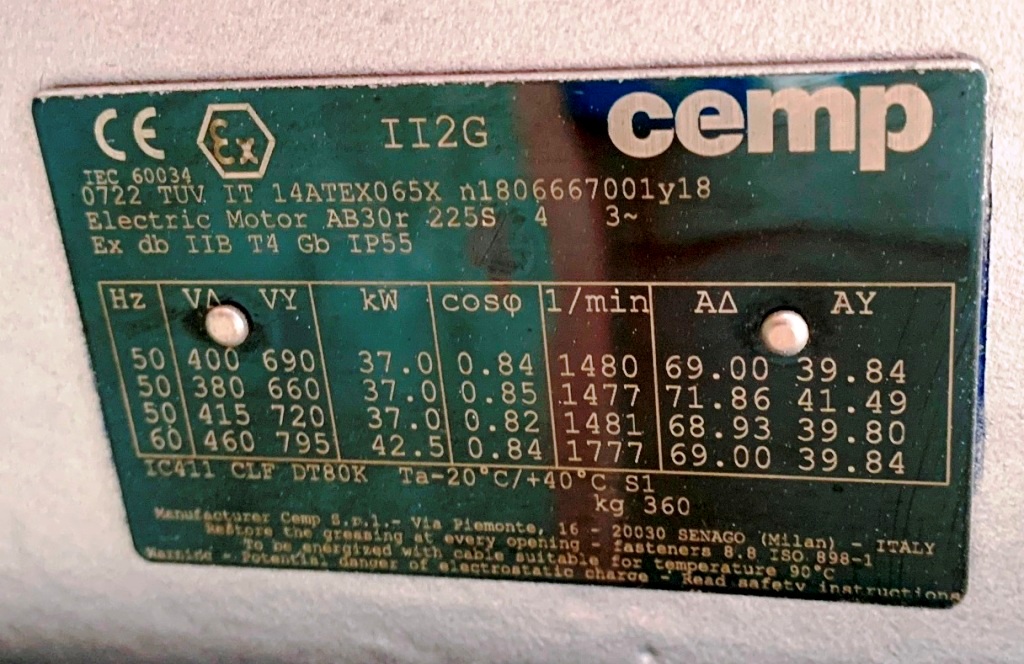 CE Ex II2G cemp
IEC 60034
0722 TUV IT 14ATEX065X n1806667001y18
Electric Motor AB30r 225S 4 3~
Ex db IIB T4 Gb IP55
Hz VΔ VY kW cosφ 1/min AΔ AY
50 400 690 37.0 0.84 1480 69.00 39.84
50 380 660 37.0 0.85 1477 71.86 41.49
50 415 720 37.0 0.82 1481 68.93 39.80
60 460 795 42.5 0.84 1777 69.00 39.84
IC411 CLF DT80K Ta-20°C/+40°C S1
kg 360
Manufacturer Cemp S.p.l.- Via Piemonte, 16 - 20030 SENAGO (Milan) - ITALY
Restore the greasing at every opening - fasteners 8.8 ISO 898-1
To be energized with cable suitable for temperature 90°C
- Potential danger of electrostatic charge - Read safety instructions